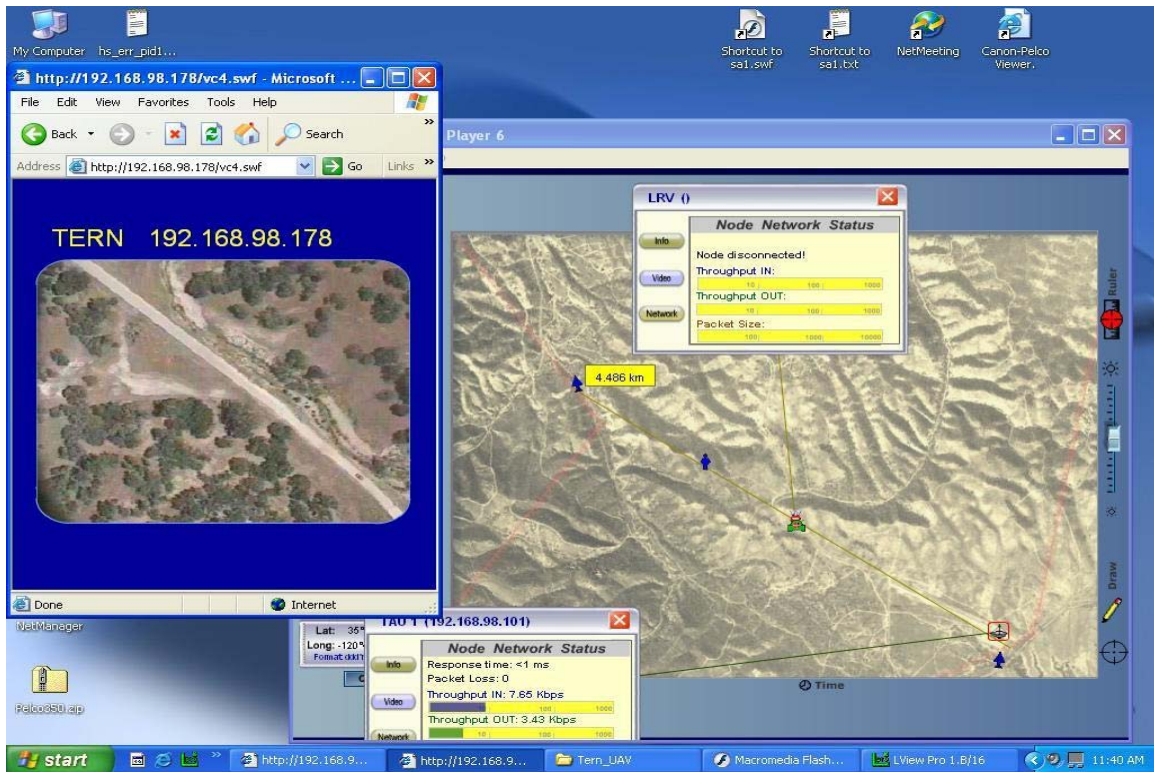 My Computer
hs_err_pid1...
Shortcut to
sa1.swf
Shortcut to
sa1.txt
NetMeeting
Canon-Pelco
Viewer.
http://192.168.98.178/vc4.swf - Microsoft ...
File Edit View Favorites Tools Help
Back Search
Address http://192.168.98.178/vc4.swf Go Links
TERN 192.168.98.178
Done Internet
Player 6
LRV ()
Node Network Status
Info
Node disconnected!
Video
Throughput IN:
10 100 1000
Throughput OUT:
10 100 1000
Network
Packet Size:
100 1000 10000
4.486 km
Ruler
Draw
Time
NetManager
Pelco350.zip
Lat: 35°
Long: -120°
TAU 1 (192.168.98.101)
Node Network Status
Info
Response time: <1 ms
Packet Loss: 0
Video
Throughput IN: 7.65 Kbps
100 1000
Throughput OUT: 3.43 Kbps
10 100 1000
Network
start
http://192.168.9...
http://192.168.9...
Tern_UAV
Macromedia Flash...
LView Pro 1.B/16
11:40 AM